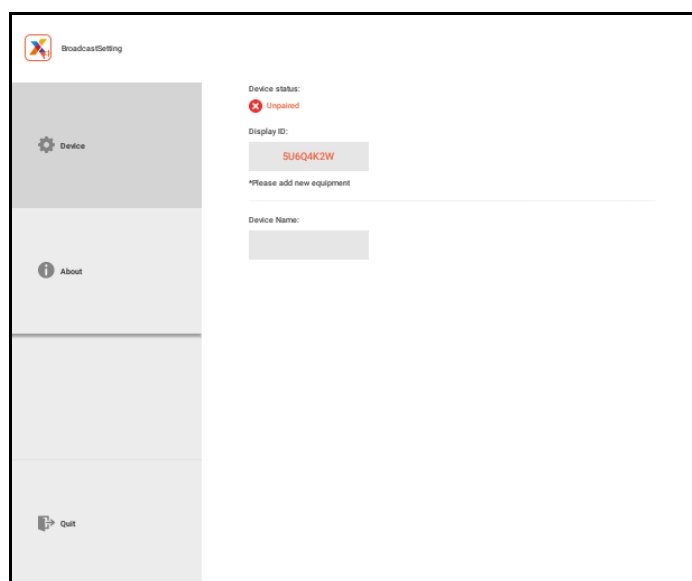 BroadcastSetting
Device
About
Quit
Device status:
Unpaired
Display ID:
5U6Q4K2W
*Please add new equipment
Device Name: